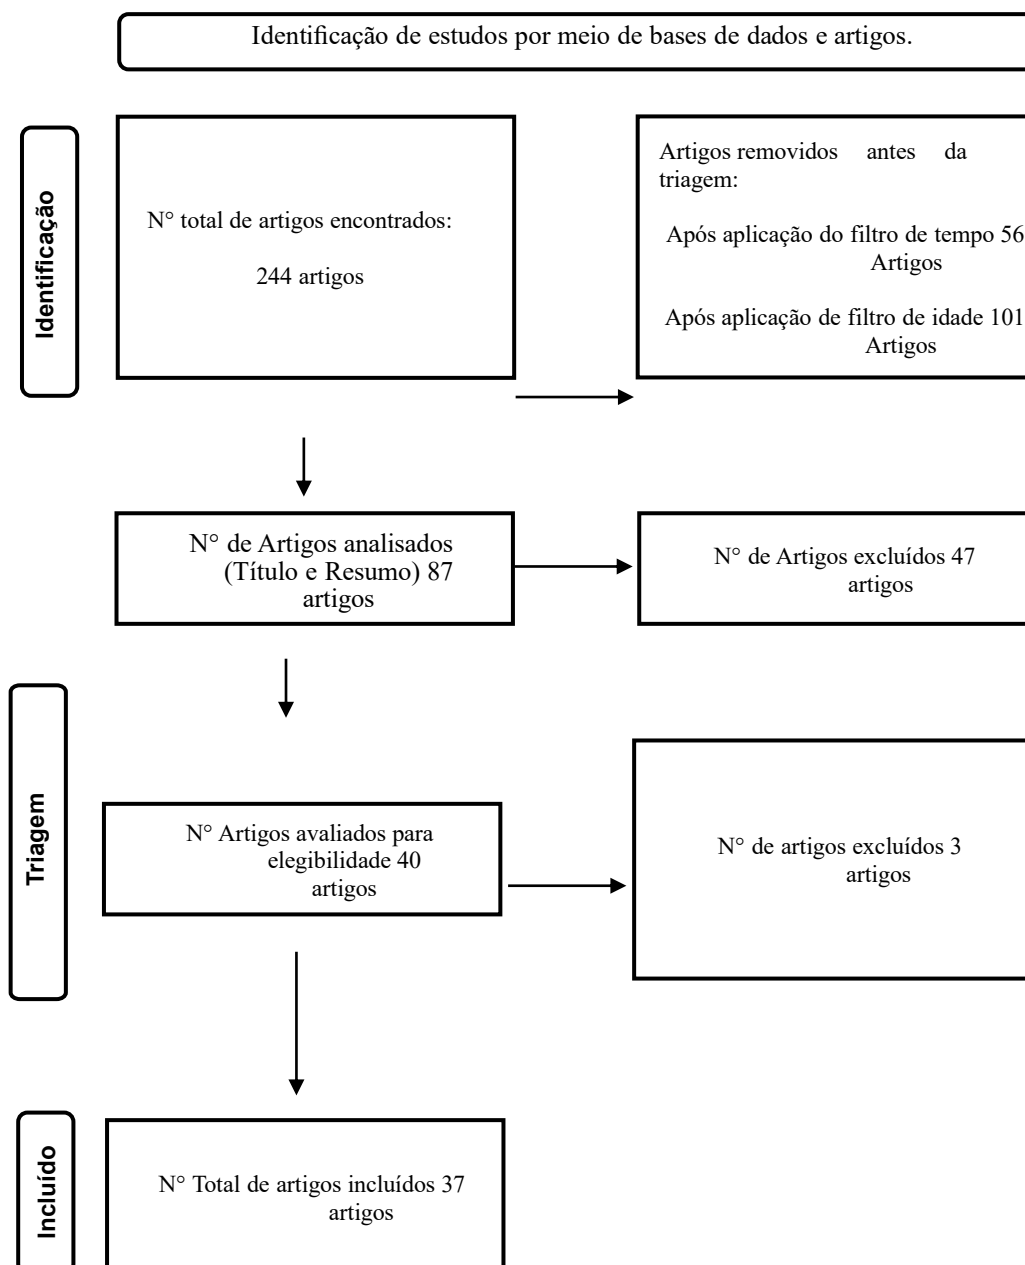 Identificação de estudos por meio de bases de dados e artigos.
Identificação
N° total de artigos encontrados:
244 artigos
Artigos removidos antes da
triagem:
Após aplicação do filtro de tempo 56
Artigos
Após aplicação de filtro de idade 101
Artigos
N° de Artigos analisados
(Título e Resumo) 87
artigos
N° de Artigos excluídos 47
artigos
Triagem
N° Artigos avaliados para
elegibilidade 40
artigos
N° de artigos excluídos 3
artigos
Incluído
N° Total de artigos incluídos 37
artigos